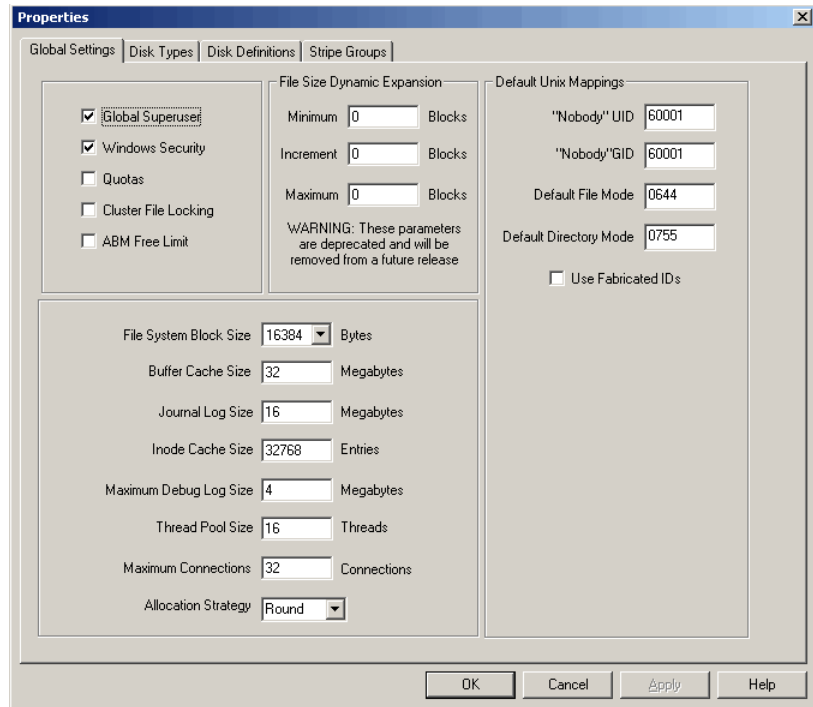 Properties
Global Settings
Disk Types
Disk Definitions
Stripe Groups
Global Superuser
Windows Security
Quotas
Cluster File Locking
ABM Free Limit
File Size Dynamic Expansion
Minimum 0 Blocks
Increment 0 Blocks
Maximum 0 Blocks
WARNING: These parameters
are deprecated and will be
removed from a future release
Default Unix Mappings
"Nobody" UID 60001
"Nobody"GID 60001
Default File Mode 0644
Default Directory Mode 0755
Use Fabricated IDs
File System Block Size 16384 Bytes
Buffer Cache Size 32 Megabytes
Journal Log Size 16 Megabytes
Inode Cache Size 32768 Entries
Maximum Debug Log Size 4 Megabytes
Thread Pool Size 16 Threads
Maximum Connections 32 Connections
Allocation Strategy Round
OK
Cancel
Apply
Help